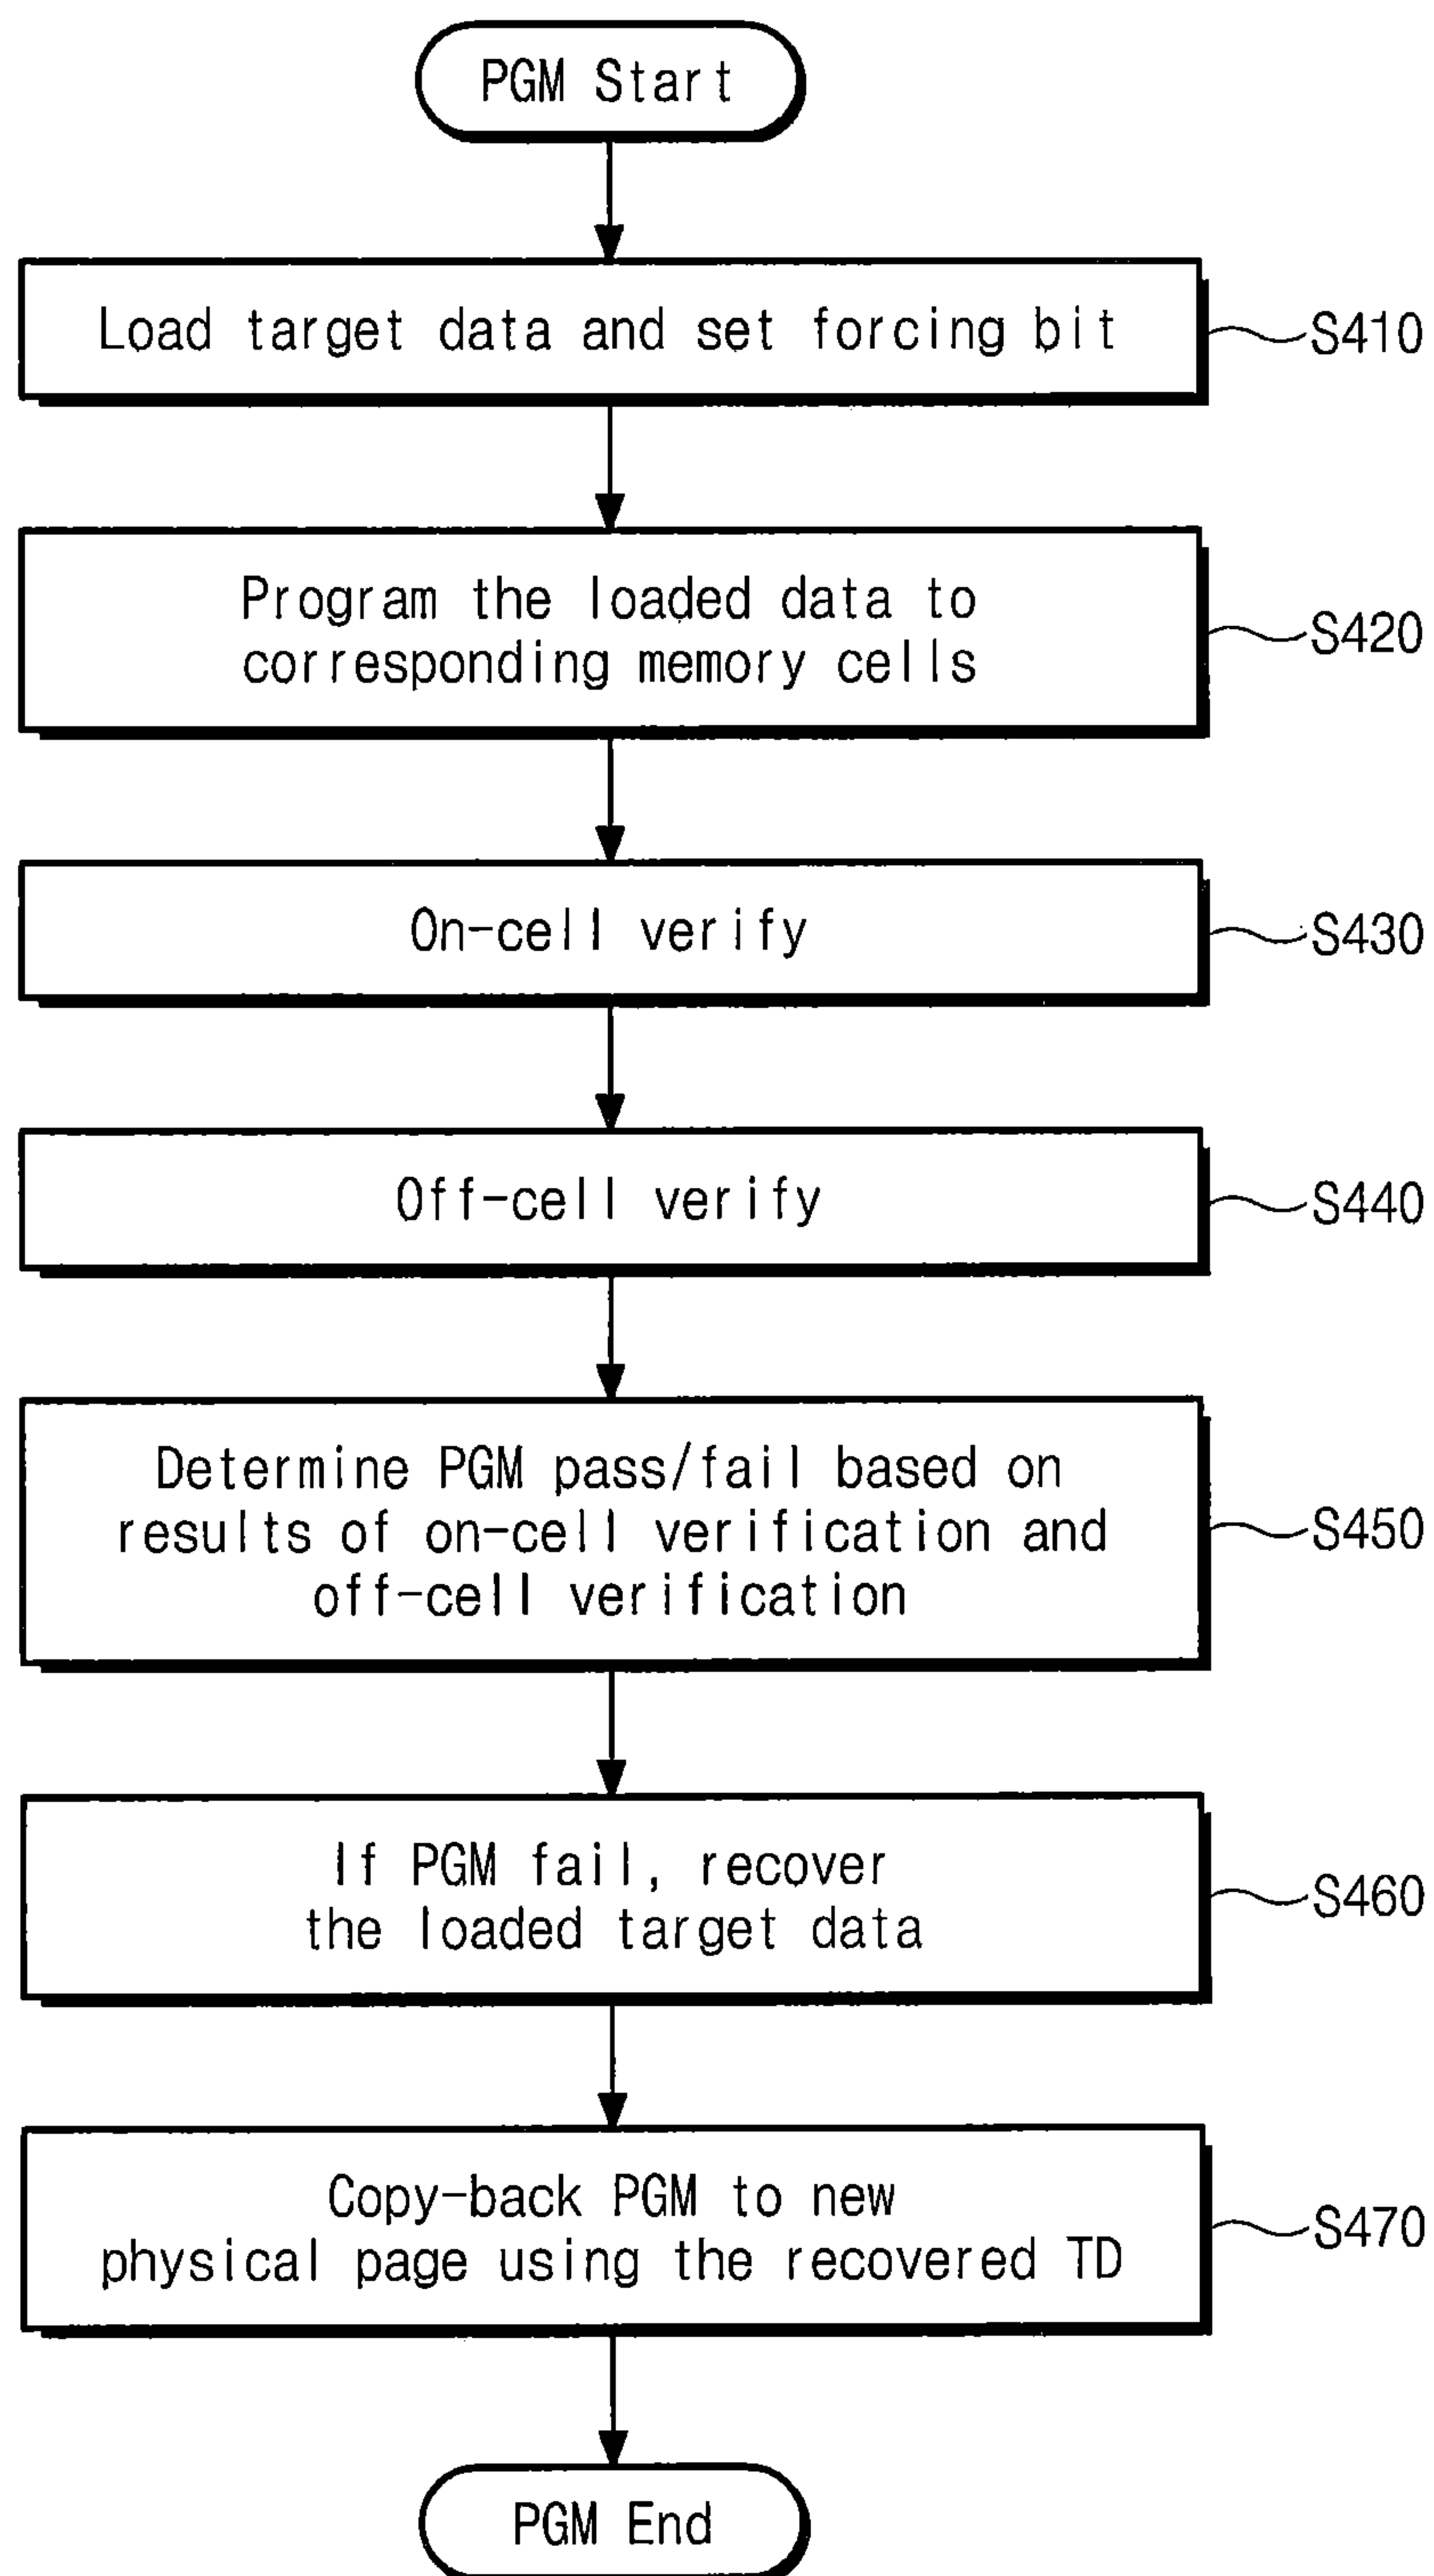 PGM Start
Load target data and set forcing bit
S410
Program the loaded data to
corresponding memory cells
S420
On-cell verify
S430
Off-cell verify
S440
Determine PGM pass/fail based on
results of on-cell verification and
off-cell verification
S450
If PGM fail, recover
the loaded target data
S460
Copy-back PGM to new
physical page using the recovered TD
S470
PGM End